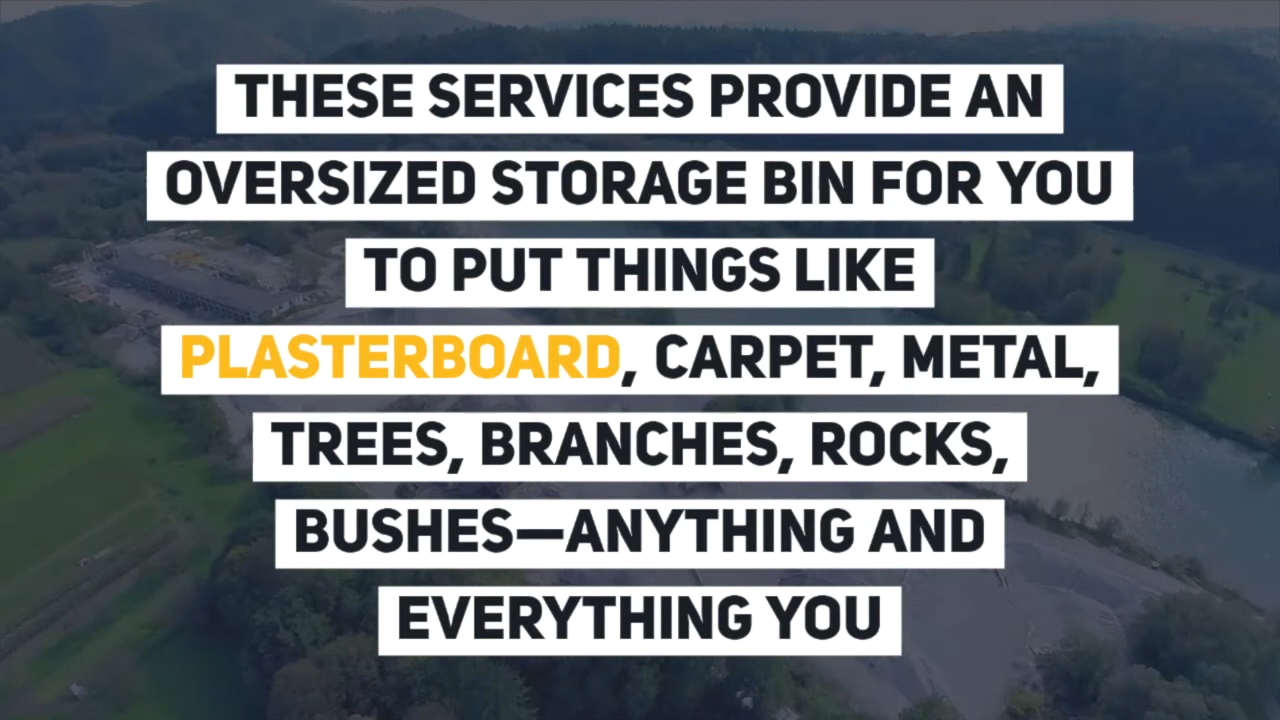 THESE SERVICES PROVIDE AN
OVERSIZED STORAGE BIN FOR YOU
TO PUT THINGS LIKE
PLASTERBOARD, CARPET, METAL,
TREES, BRANCHES, ROCKS,
BUSHES—ANYTHING AND
EVERYTHING YOU